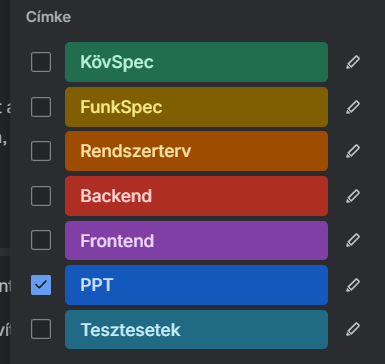 Címke
KövSpec
FunkSpec
Rendszerterv
Backend
Frontend
PPT
Tesztesetek